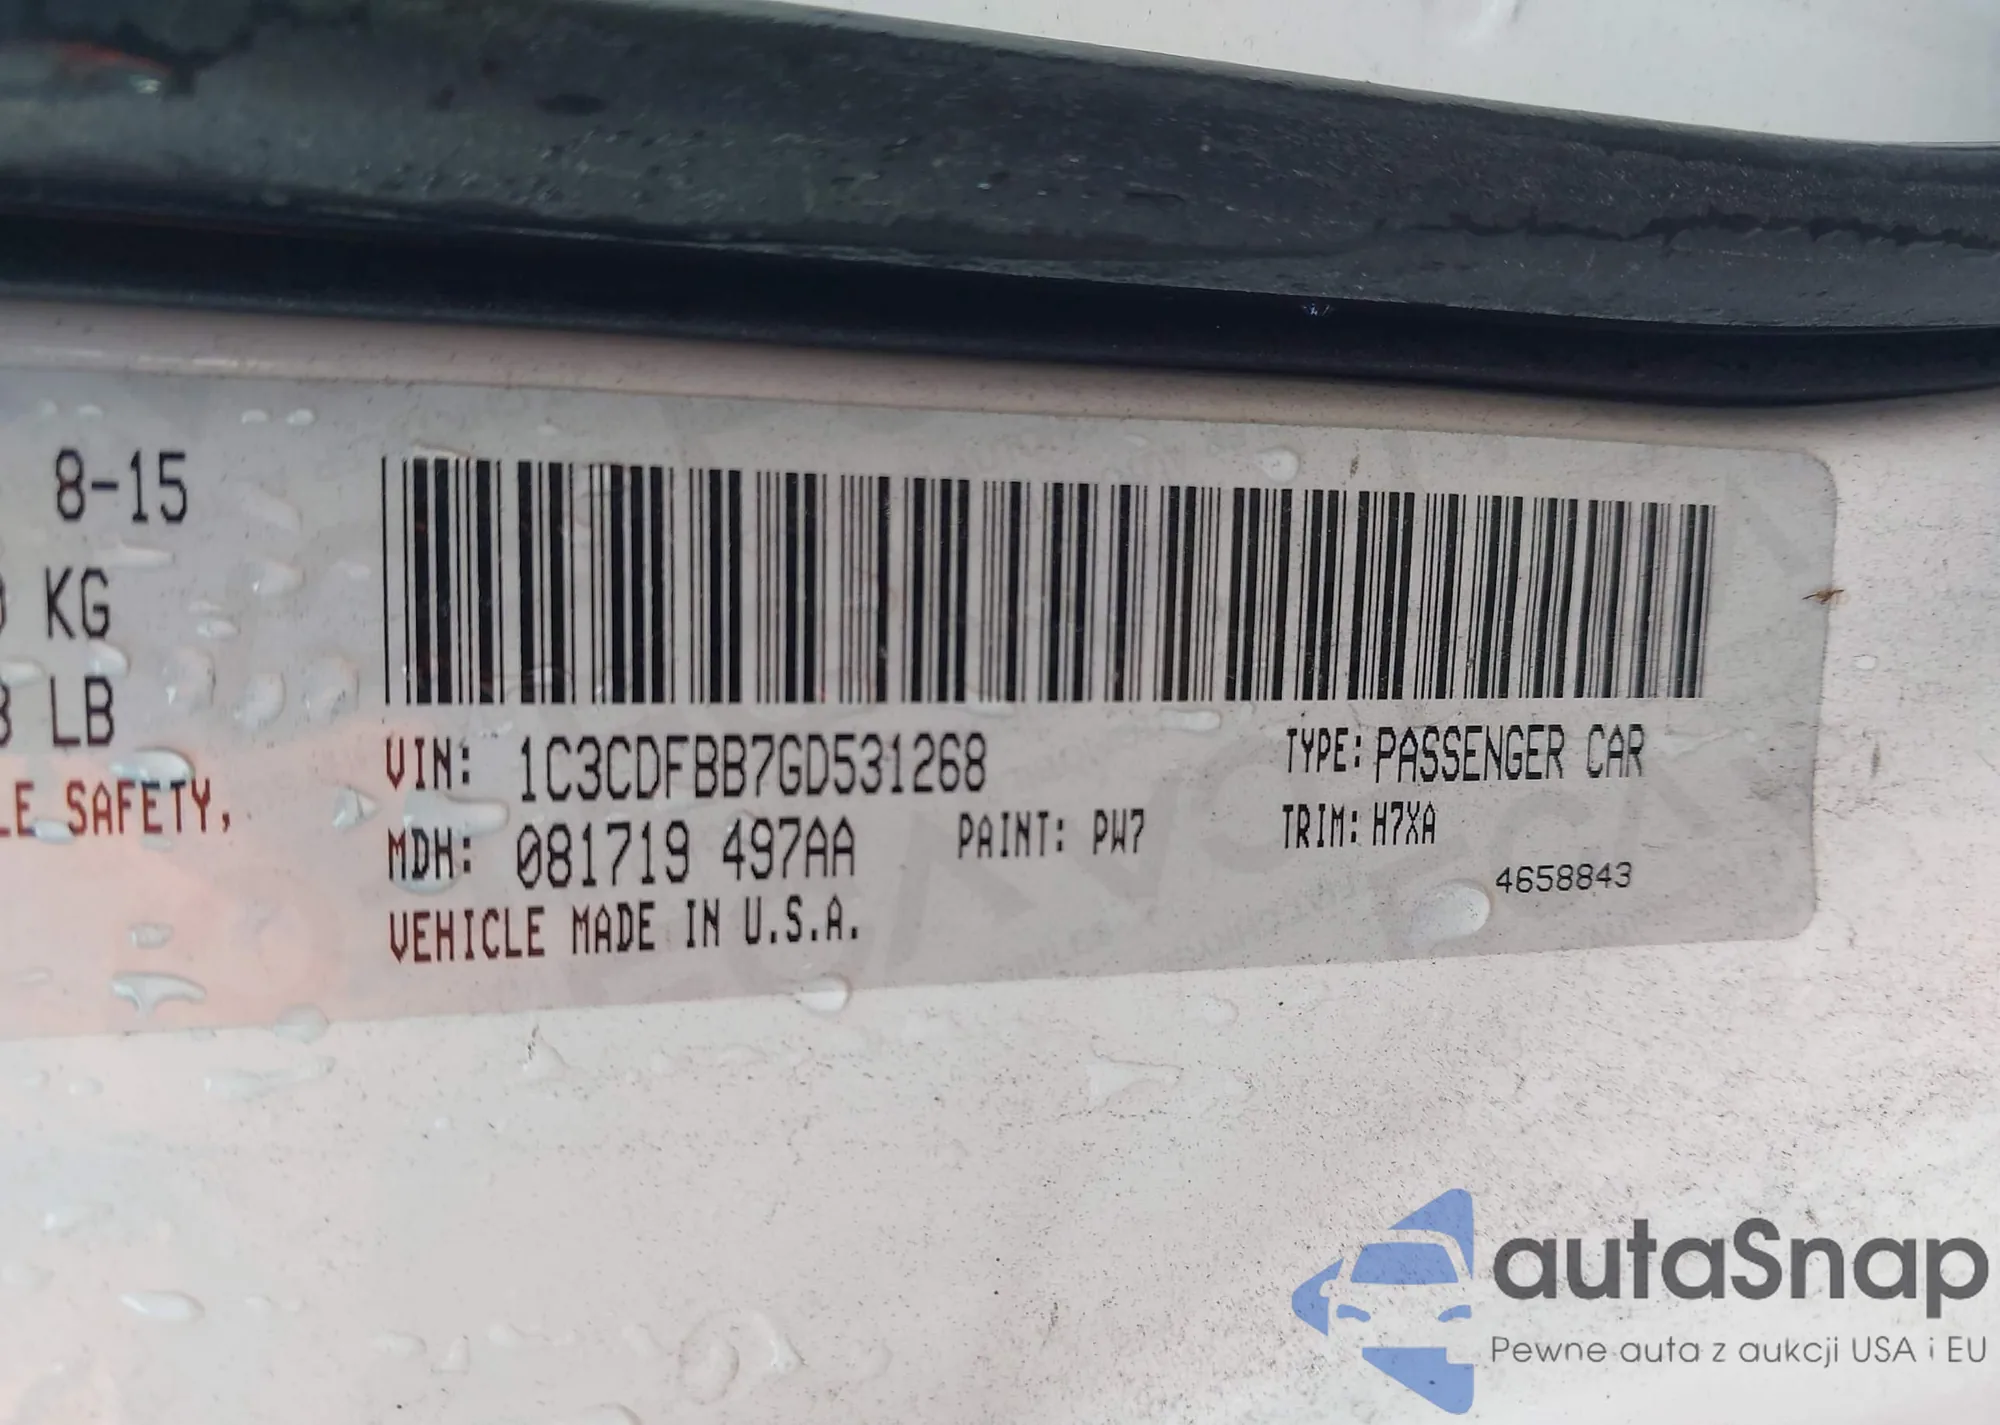 8-15
KG
LB
LE SAFETY,
VIN: 1C3CDFBB7GD531268
TYPE: PASSENGER CAR
MDH: 081719 497AA
PAINT: PW7
TRIM: H7XA
4658843
VEHICLE MADE IN U.S.A.
autaSnap
Pewne auta z aukcji USA i EU